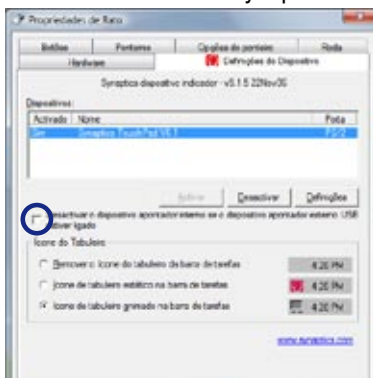 Propriedades de Rato
Botões Ponteiros Opções do ponteiro Roda
Hardware Definições do Dispositivo
Synaptics dispositivo indicador - v9.1.5 22Nov06
Dispositivos:
Activado Nome Porta
Sim Synaptics TouchPad V6.1 PS/2
Activar Desactivar Definições
Desactivar o dispositivo apontador interno se o dispositivo apontador externo USB
estiver ligado
Ícone do Tabuleiro
Remover o ícone do tabuleiro da barra de tarefas 4:20 PM
Ícone de tabuleiro estático na barra de tarefas 4:20 PM
Ícone de tabuleiro animado na barra de tarefas 4:20 PM
www.synaptics.com